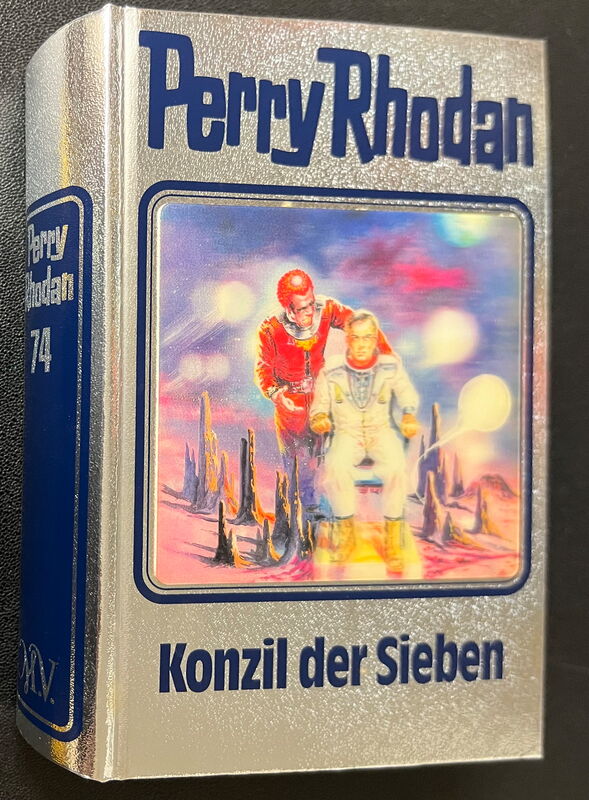 Perry Rhodan
Konzil der Sieben
Perry
Rhodan
74